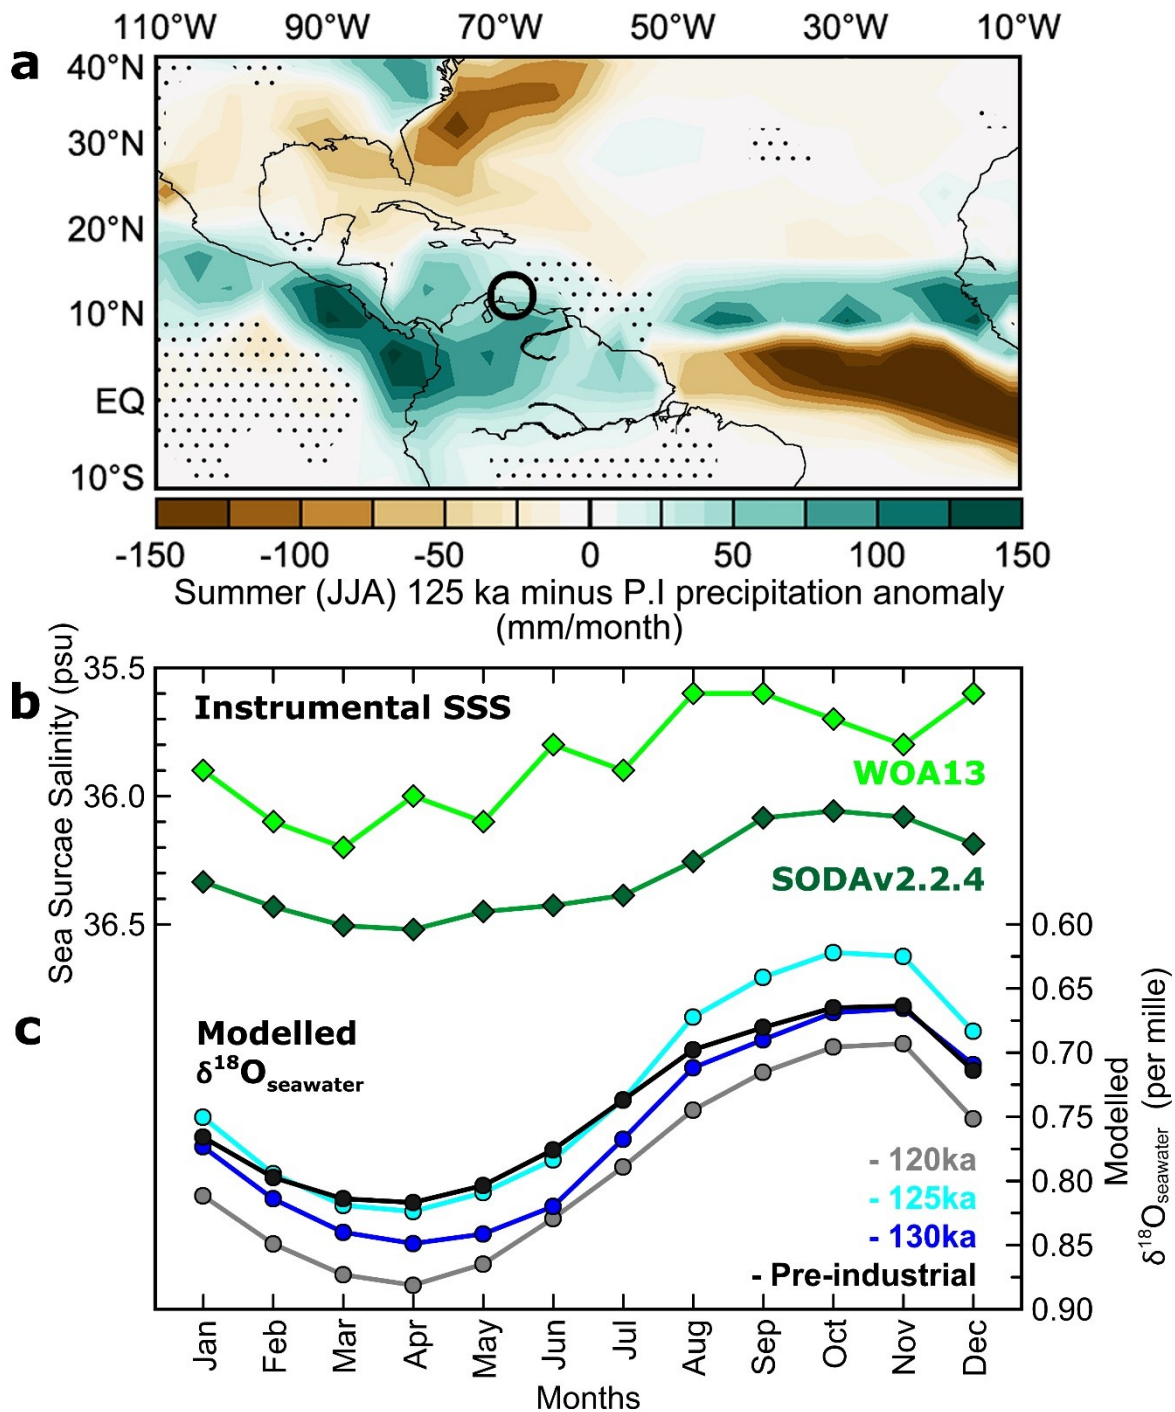 110°W 90°W 70°W 50°W 30°W 10°W
a
40°N
30°N
20°N
10°N
EQ
10°S
-150 -100 -50 0 50 100 150
Summer (JJA) 125 ka minus P.I precipitation anomaly
(mm/month)
b
Sea Surcae Salinity (psu)
35.5
36.0
36.5
Instrumental SSS
WOA13
SODAv2.2.4
c
Modelled
δ¹⁸Oseawater
0.60
0.65
0.70
0.75
0.80
0.85
0.90
Modelled
δ¹⁸Oseawater (per mille)
- 120ka
- 125ka
- 130ka
- Pre-industrial
Jan Feb Mar Apr May Jun Jul Aug Sep Oct Nov Dec
Months